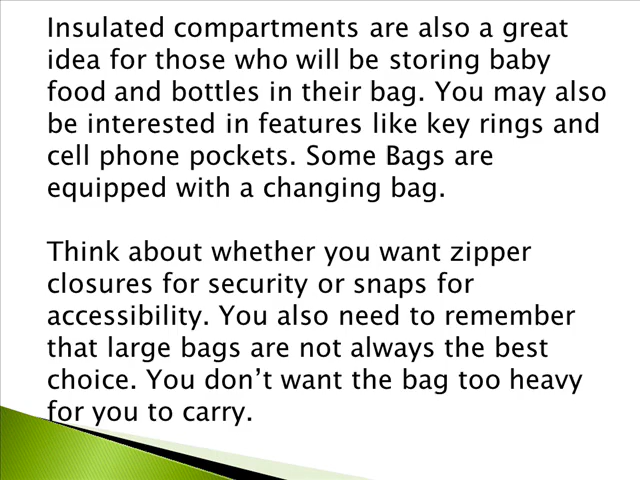 Insulated compartments are also a great
idea for those who will be storing baby
food and bottles in their bag. You may also
be interested in features like key rings and
cell phone pockets. Some Bags are
equipped with a changing bag.
Think about whether you want zipper
closures for security or snaps for
accessibility. You also need to remember
that large bags are not always the best
choice. You don’t want the bag too heavy
for you to carry.